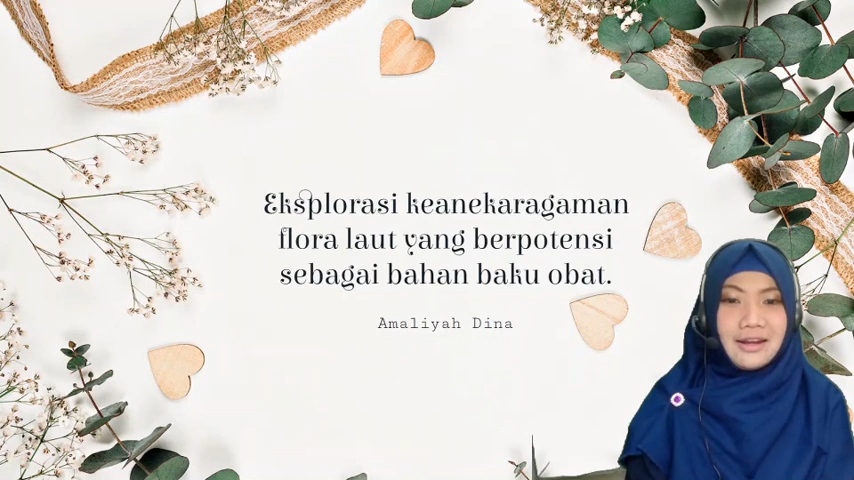 Eksplorasi keanekaragaman
flora laut yang berpotensi
sebagai bahan baku obat.
Amaliyah Dina